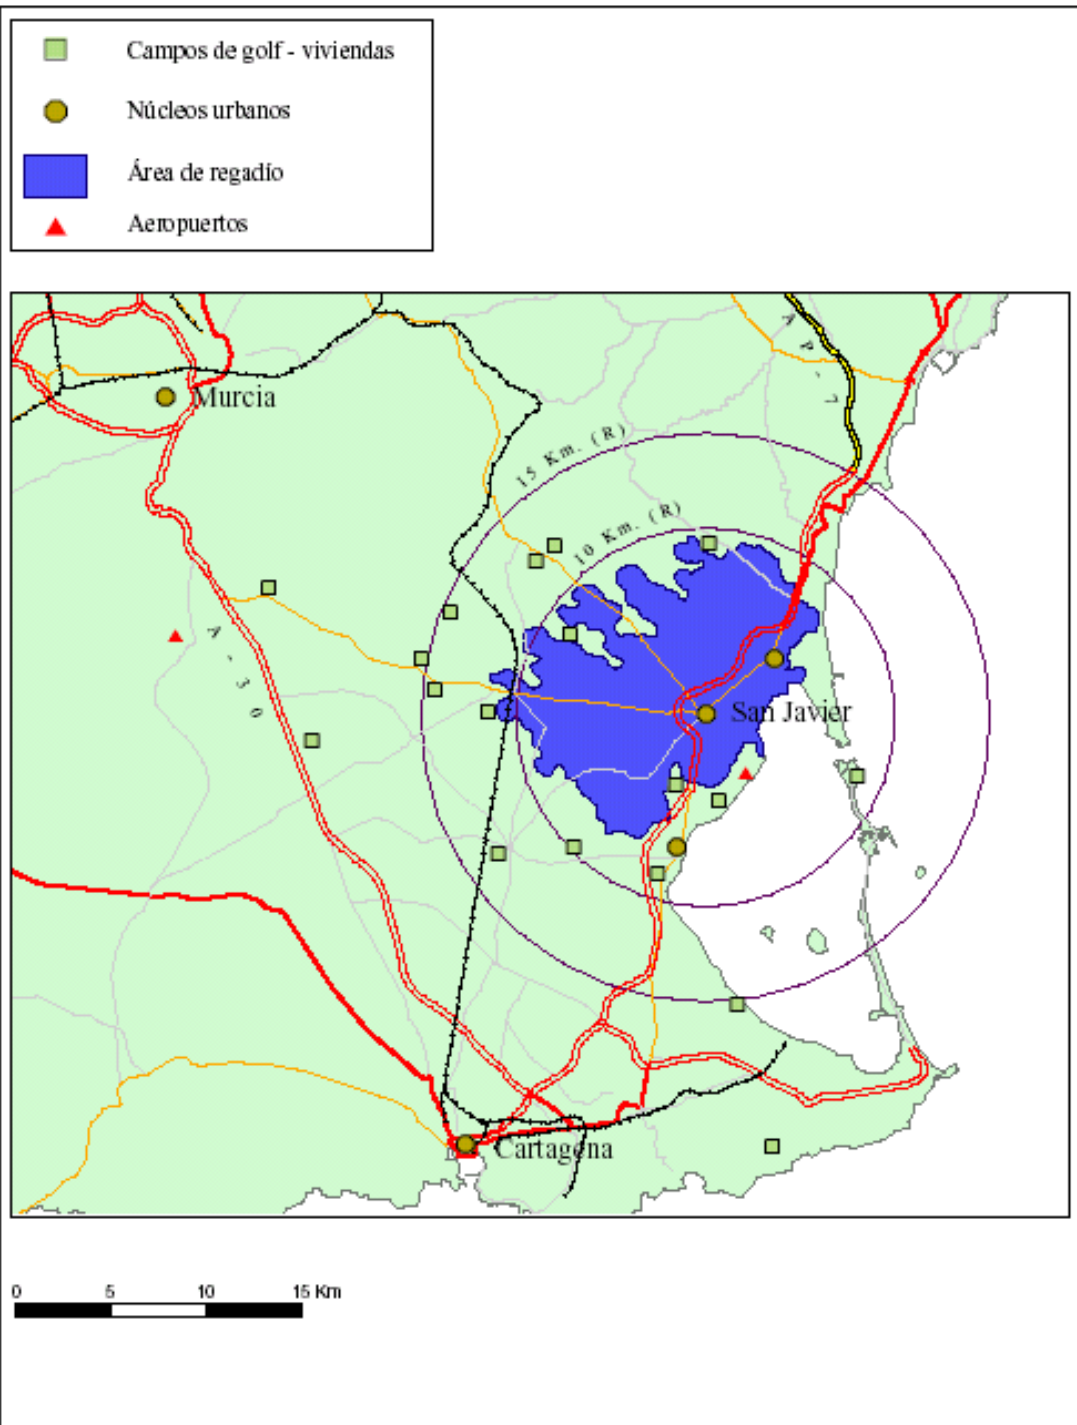 Campos de golf - viviendas
Núcleos urbanos
Área de regadío
Aeropuertos
AP-7
Murcia
15 Km. (R)
10 Km. (R)
A-30
San Javier
Cartagena
0 5 10 15 Km